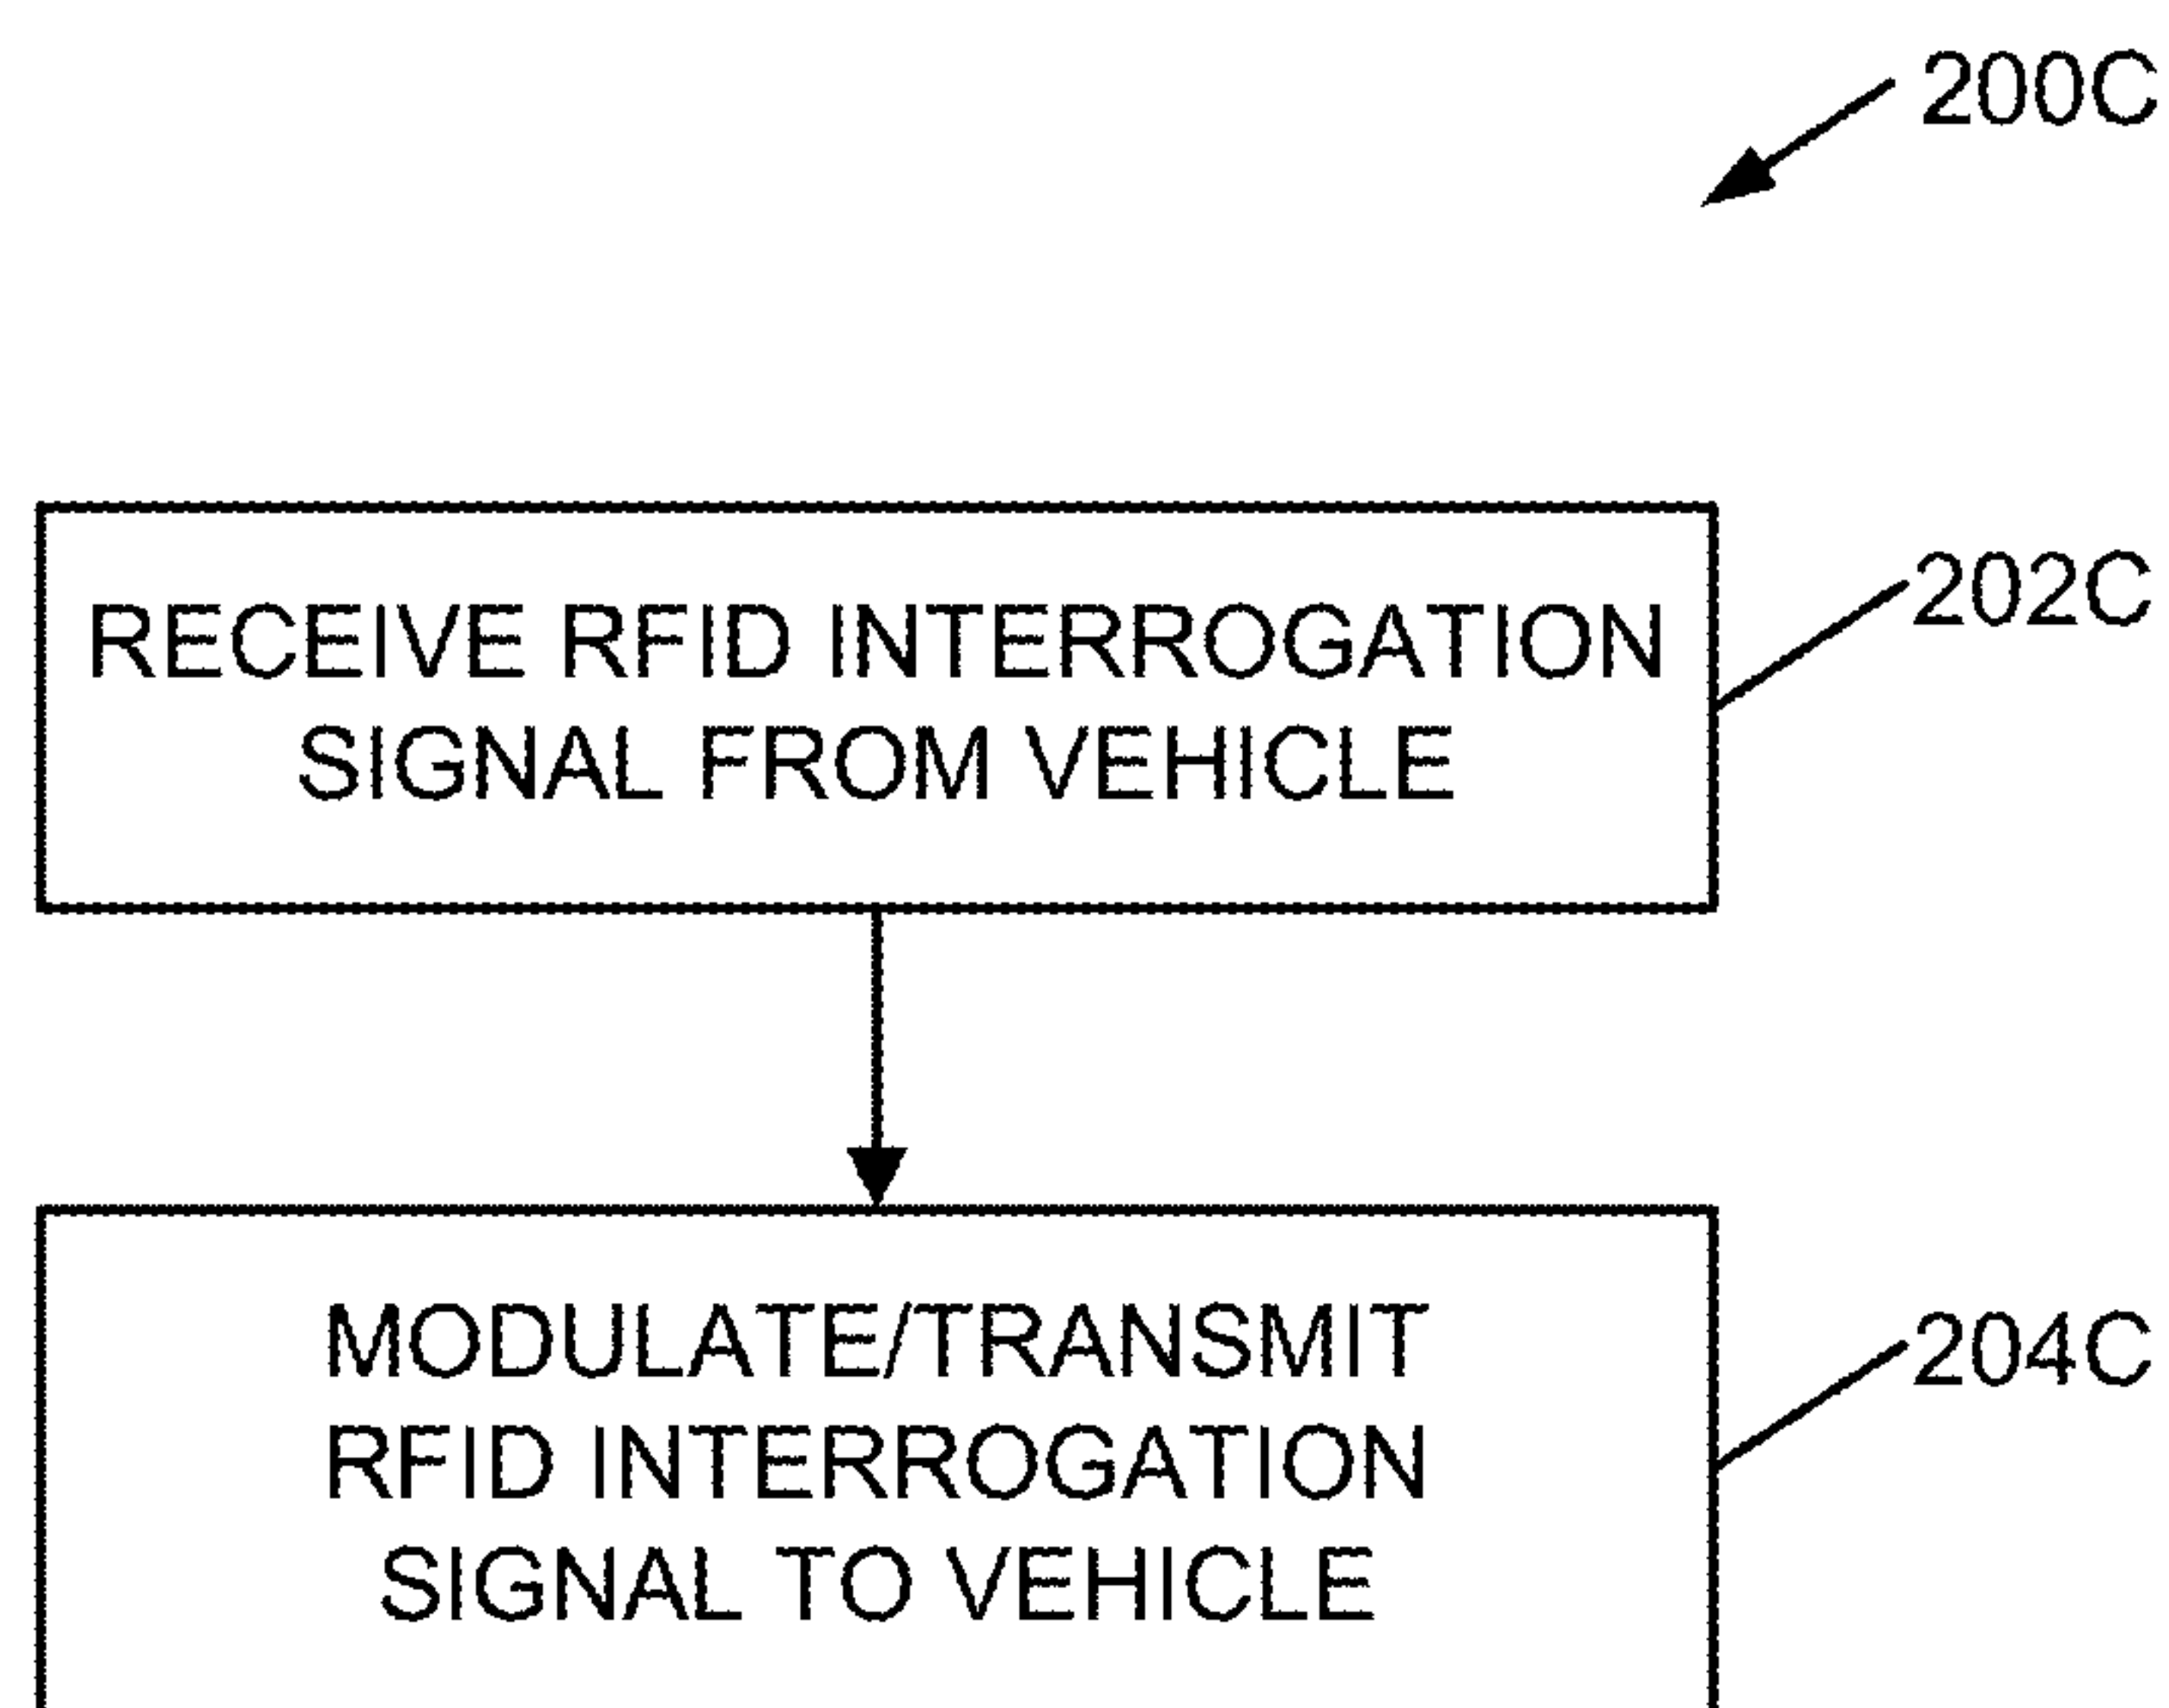 200C
RECEIVE RFID INTERROGATION
SIGNAL FROM VEHICLE
202C
MODULATE/TRANSMIT
RFID INTERROGATION
SIGNAL TO VEHICLE
204C